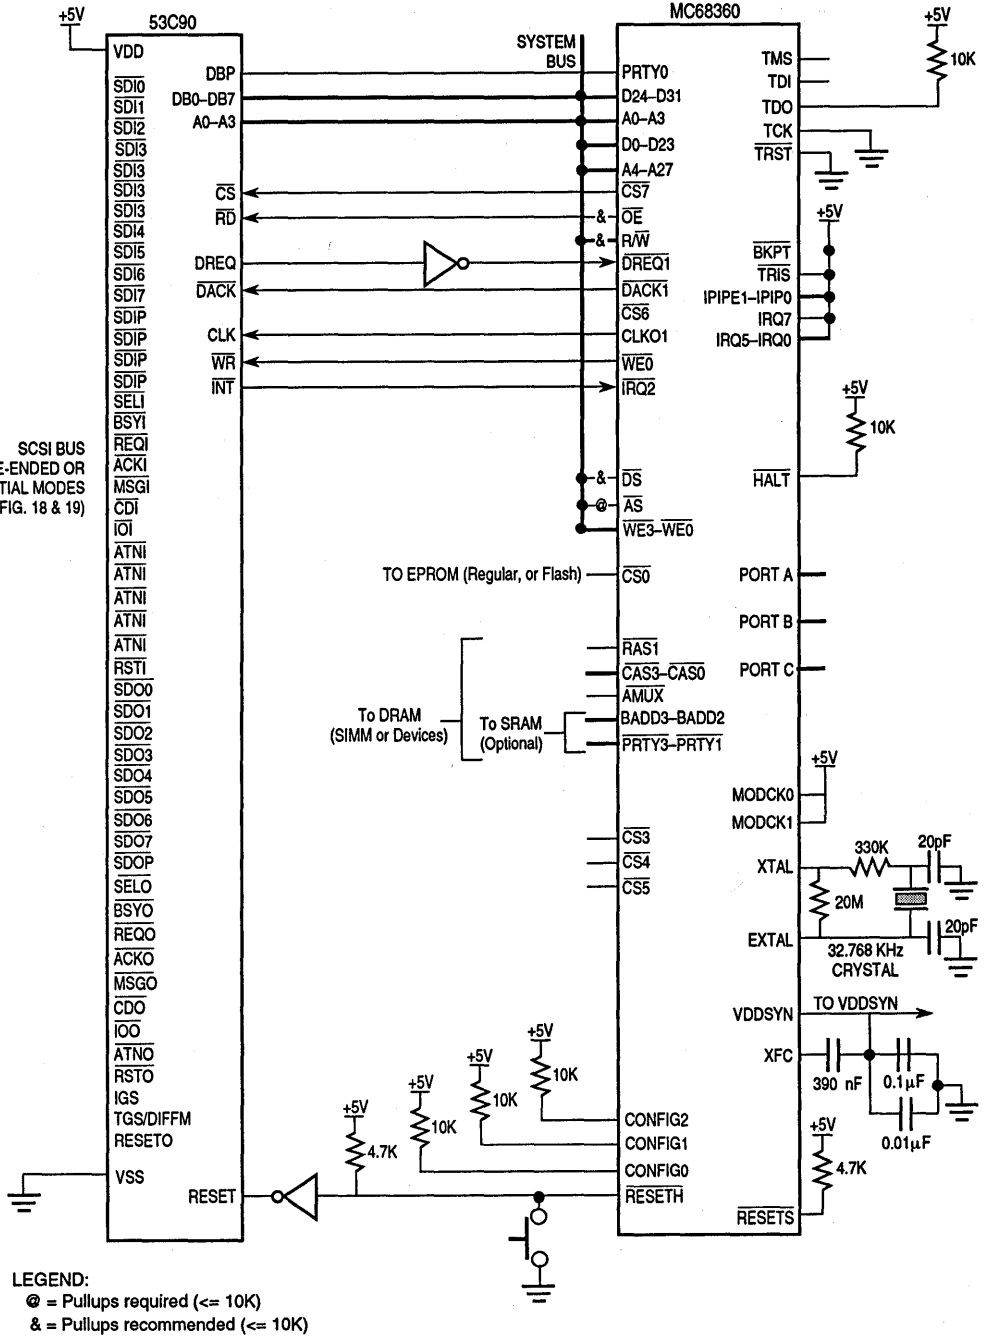 +5V
53C90
VDD
SDI0
SDI1
SDI2
SDI3
SDI3
SDI3
SDI3
SDI4
SDI5
SDI6
SDI7
SDIP
SDIP
SDIP
SDIP
SELI
BSYI
REQI
ACKI
MSGI
CDI
IOI
ATNI
ATNI
ATNI
ATNI
ATNI
RSTI
SDO0
SDO1
SDO2
SDO3
SDO4
SDO5
SDO6
SDO7
SDOP
SELO
BSYO
REQO
ACKO
MSGO
CDO
IOO
ATNO
RSTO
IGS
TGS/DIFFM
RESETO
VSS
SCSI BUS
E-ENDED OR
TIAL MODES
FIG. 18 & 19)
DBP
DB0–DB7
A0–A3
CS
RD
DREQ
DACK
CLK
WR
INT
RESET
SYSTEM
BUS
&
&
&
@
TO EPROM (Regular, or Flash)
To DRAM
(SIMM or Devices)
To SRAM
(Optional)
+5V
4.7K
+5V
10K
+5V
10K
+5V
10K
MC68360
PRTY0
D24–D31
A0–A3
D0–D23
A4–A27
CS7
OE
R/W
DREQ1
DACK1
CS6
CLKO1
WE0
IRQ2
DS
AS
WE3–WE0
CS0
RAS1
CAS3–CAS0
AMUX
BADD3–BADD2
PRTY3–PRTY1
CS3
CS4
CS5
CONFIG2
CONFIG1
CONFIG0
RESETH
TMS
TDI
TDO
TCK
TRST
BKPT
TRIS
IPIPE1–IPIP0
IRQ7
IRQ5–IRQ0
HALT
PORT A
PORT B
PORT C
MODCK0
MODCK1
XTAL
EXTAL
VDDSYN
XFC
RESETS
+5V
10K
+5V
+5V
10K
+5V
330K
20pF
20M
20pF
32.768 KHz
CRYSTAL
TO VDDSYN
390 nF
0.1µF
0.01µF
+5V
4.7K
LEGEND:
@ = Pullups required (<= 10K)
& = Pullups recommended (<= 10K)